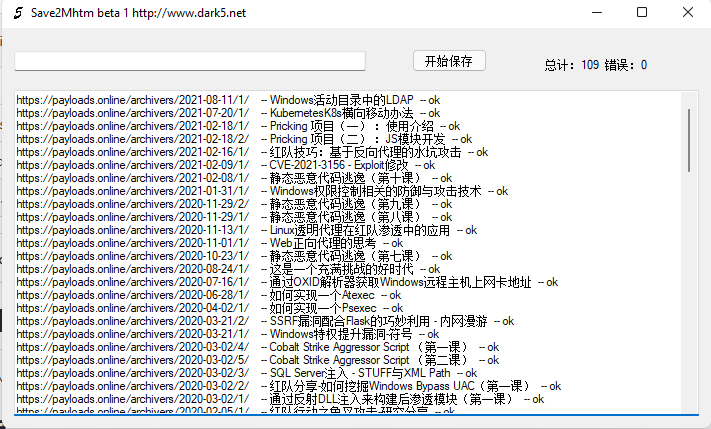 Save2Mhtm beta 1 http://www.dark5.net
开始保存
总计：109 错误：0
https://payloads.online/archivers/2021-08-11/1/ -- Windows活动目录中的LDAP -- ok
https://payloads.online/archivers/2021-07-20/1/ -- KubernetesK8s横向移动办法 -- ok
https://payloads.online/archivers/2021-02-18/1/ -- Pricking 项目（一）：使用介绍 -- ok
https://payloads.online/archivers/2021-02-18/2/ -- Pricking 项目（二）：JS模块开发 -- ok
https://payloads.online/archivers/2021-02-16/1/ -- 红队技巧：基于反向代理的水坑攻击 -- ok
https://payloads.online/archivers/2021-02-09/1/ -- CVE-2021-3156 - Exploit修改 -- ok
https://payloads.online/archivers/2021-02-08/1/ -- 静态恶意代码逃逸（第十课） -- ok
https://payloads.online/archivers/2021-01-31/1/ -- Windows权限控制相关的防御与攻击技术 -- ok
https://payloads.online/archivers/2020-11-29/2/ -- 静态恶意代码逃逸（第九课） -- ok
https://payloads.online/archivers/2020-11-29/1/ -- 静态恶意代码逃逸（第八课） -- ok
https://payloads.online/archivers/2020-11-13/1/ -- Linux透明代理在红队渗透中的应用 -- ok
https://payloads.online/archivers/2020-11-01/1/ -- Web正向代理的思考 -- ok
https://payloads.online/archivers/2020-10-23/1/ -- 静态恶意代码逃逸（第七课） -- ok
https://payloads.online/archivers/2020-08-24/1/ -- 这是一个充满挑战的好时代 -- ok
https://payloads.online/archivers/2020-07-16/1/ -- 通过OXID解析器获取Windows远程主机上网卡地址 -- ok
https://payloads.online/archivers/2020-06-28/1/ -- 如何实现一个Atexec -- ok
https://payloads.online/archivers/2020-04-02/1/ -- 如何实现一个Psexec -- ok
https://payloads.online/archivers/2020-03-21/2/ -- SSRF漏洞配合Flask的巧妙利用 - 内网漫游 -- ok
https://payloads.online/archivers/2020-03-21/1/ -- Windows特权提升漏洞-符号 -- ok
https://payloads.online/archivers/2020-03-02/4/ -- Cobalt Strike Aggressor Script （第一课） -- ok
https://payloads.online/archivers/2020-03-02/5/ -- Cobalt Strike Aggressor Script （第二课） -- ok
https://payloads.online/archivers/2020-03-02/3/ -- SQL Server注入 - STUFF与XML Path -- ok
https://payloads.online/archivers/2020-03-02/2/ -- 红队分享-如何挖掘Windows Bypass UAC（第一课） -- ok
https://payloads.online/archivers/2020-03-02/1/ -- 通过反射DLL注入来构建后渗透模块（第一课） -- ok
https://payloads.online/archivers/2020-02-05/1/ -- 红队行动之鱼叉攻击-研究分享 -- ok